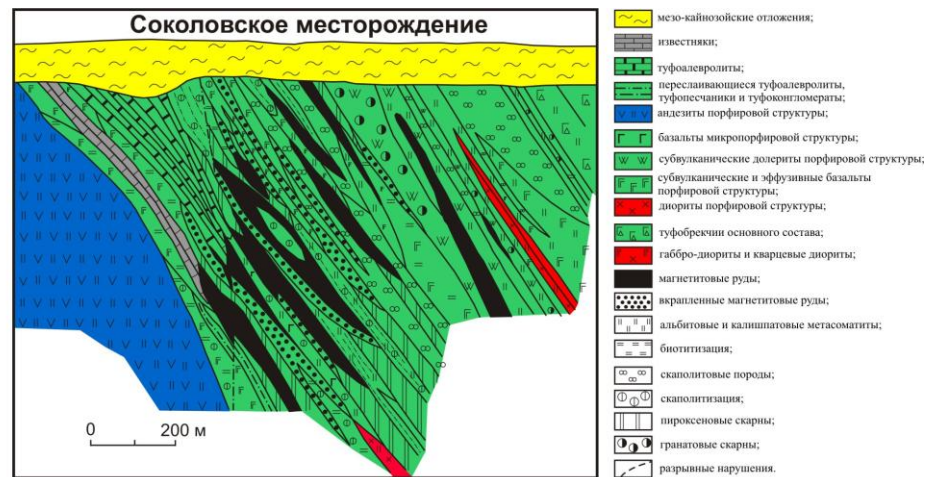 Соколовское месторождение
0 200 м
мезо-кайнозойские отложения;
известняки;
туфоалевролиты;
переслаивающиеся туфоалевролиты,
туфопесчаники и туфоконгломераты;
андезиты порфировой структуры;
базальты микропорфировой структуры;
субвулканические долериты порфировой структуры;
субвулканические и эффузивные базальты
порфировой структуры;
диориты порфировой структуры;
туфобрекчии основного состава;
габбро-диориты и кварцевые диориты;
магнетитовые руды;
вкрапленные магнетитовые руды;
альбитовые и калишпатовые метасоматиты;
биотитизация;
скаполитовые породы;
скаполитизация;
пироксеновые скарны;
гранатовые скарны;
разрывные нарушения.